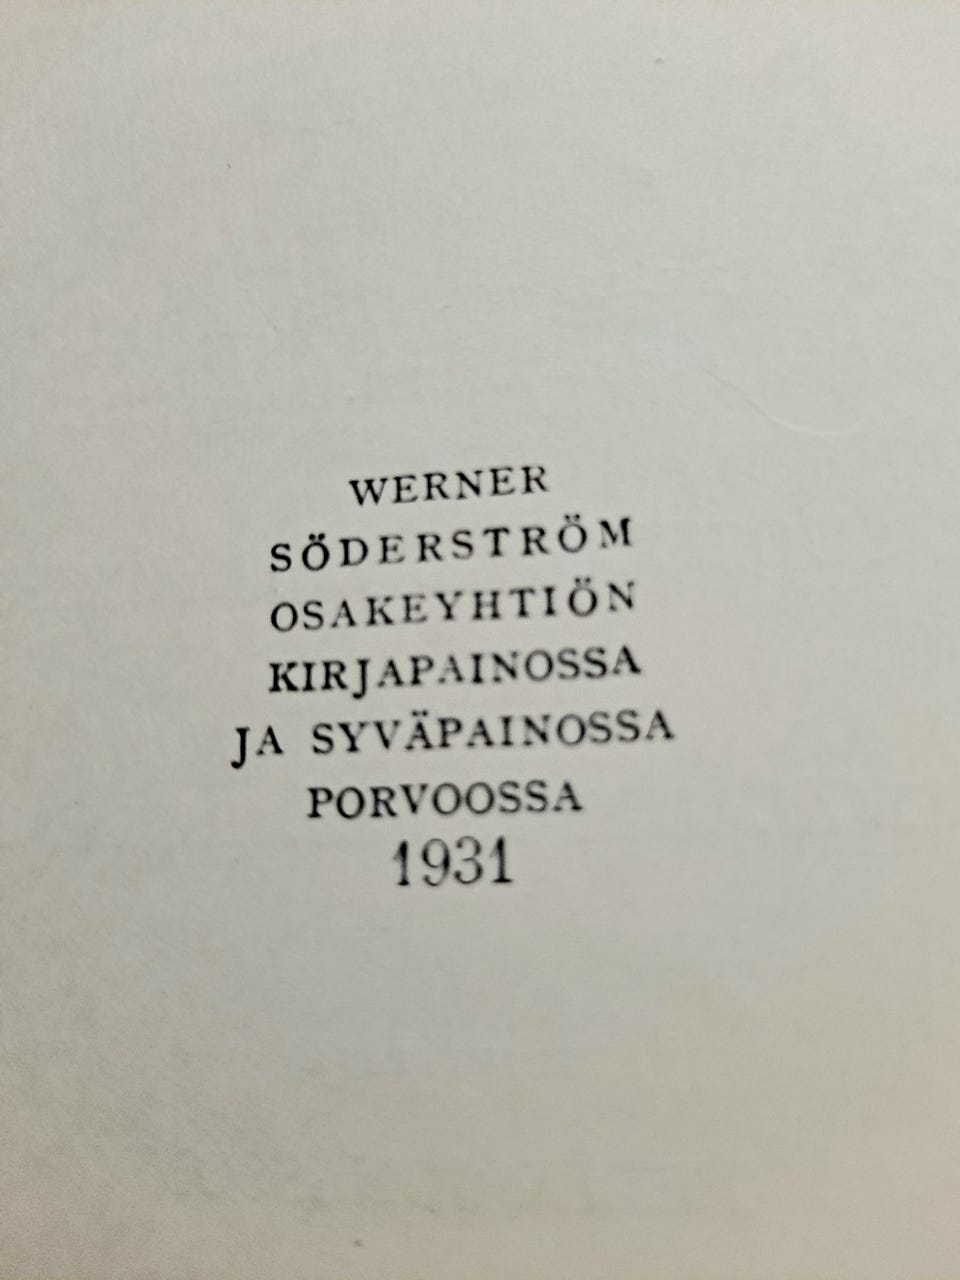 WERNER
SÖDERSTRÖM
OSAKEYHTIÖN
KIRJAPAINOSSA
JA SYVÄPAINOSSA
PORVOOSSA
1931